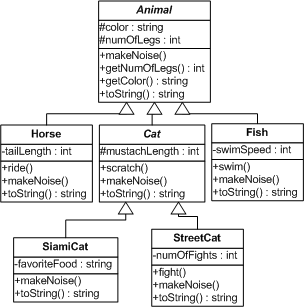 Animal
#color : string
#numOfLegs : int
+makeNoise()
+getNumOfLegs() : int
+getColor() : string
+toString() : string
Horse
-tailLength : int
+ride()
+makeNoise()
+toString() : string
Cat
#mustachLength : int
+scratch()
+makeNoise()
+toString() : string
Fish
-swimSpeed : int
+swim()
+makeNoise()
+toString() : string
SiamiCat
-favoriteFood : string
+makeNoise()
+toString() : string
StreetCat
-numOfFights : int
+fight()
+makeNoise()
+toString() : string